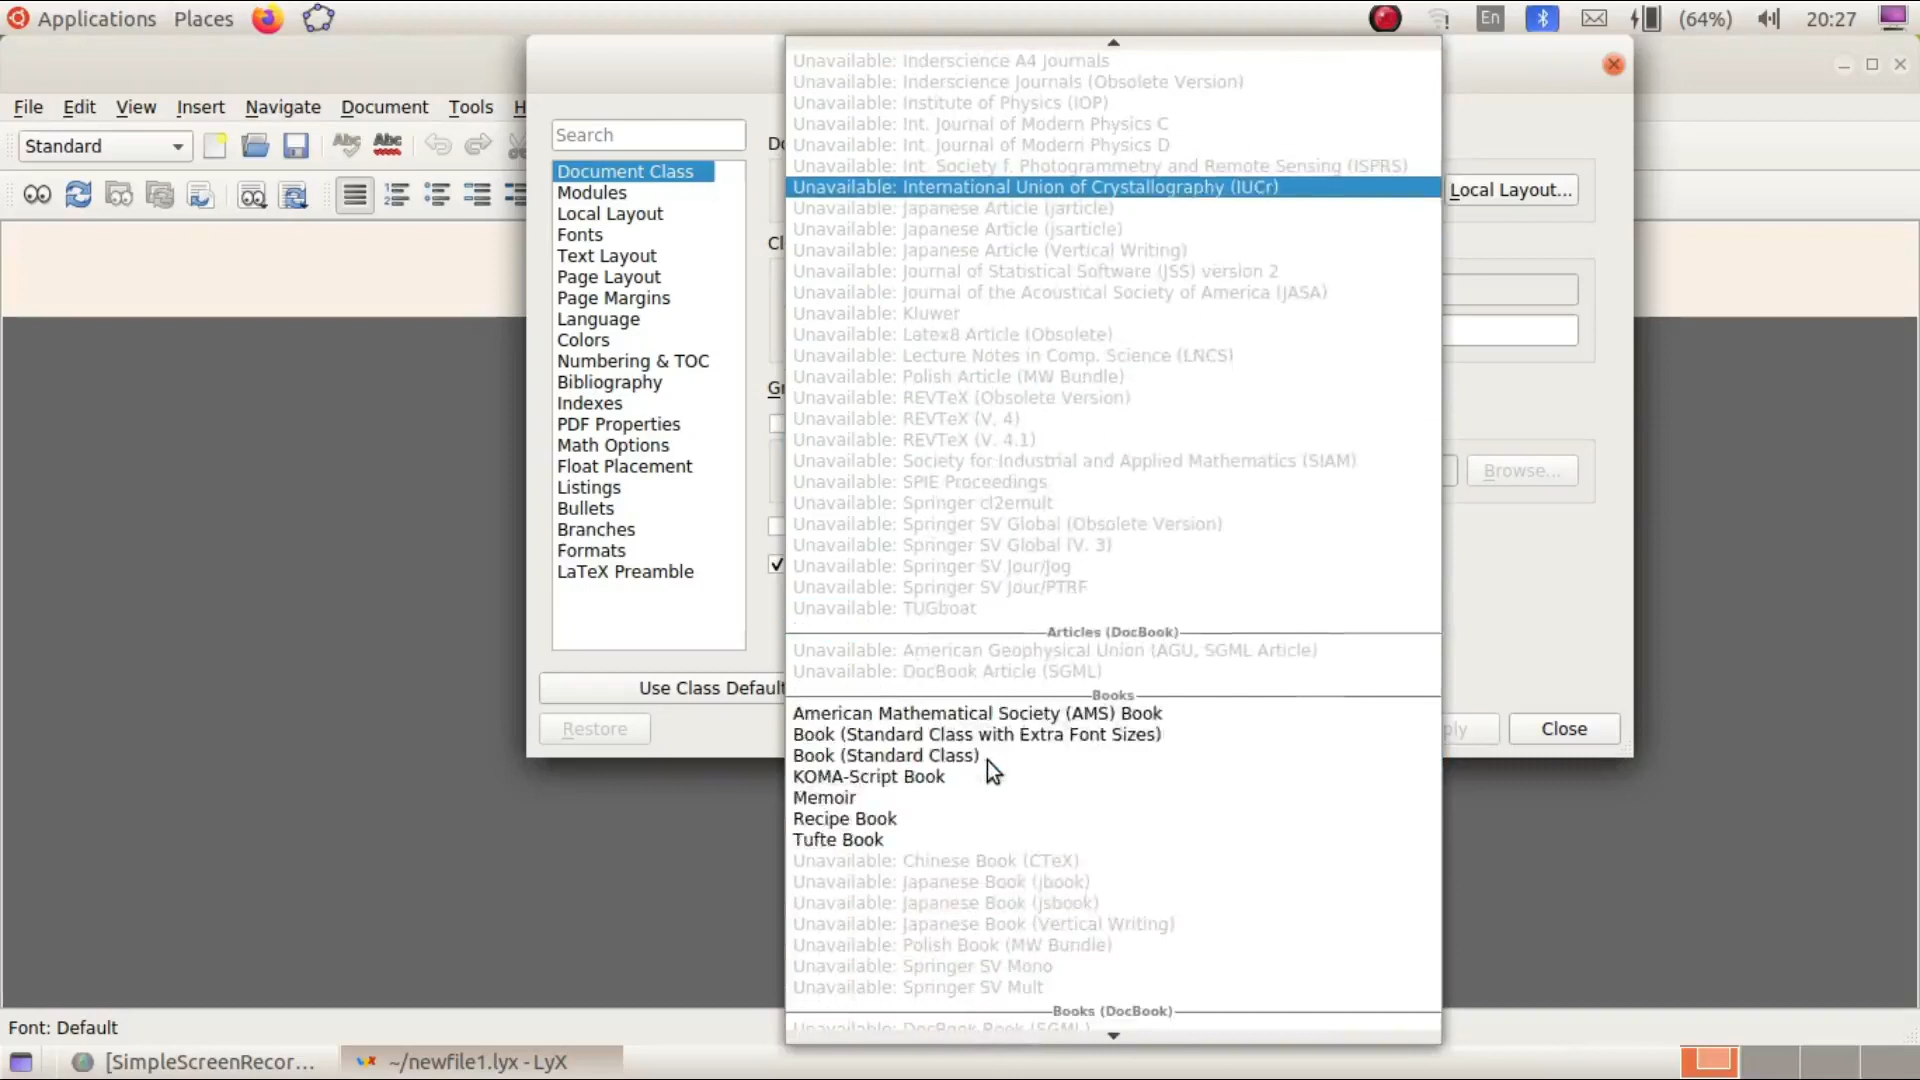 Applications Places En (64%) 20:27
File Edit View Insert Navigate Document Tools H
Standard
Search
Document Class
Modules
Local Layout
Fonts
Text Layout
Page Layout
Page Margins
Language
Colors
Numbering & TOC
Bibliography
Indexes
PDF Properties
Math Options
Float Placement
Listings
Bullets
Branches
Formats
LaTeX Preamble
Use Class Default
Restore
Do
Cl
Gr
Unavailable: Inderscience A4 Journals
Unavailable: Inderscience Journals (Obsolete Version)
Unavailable: Institute of Physics (IOP)
Unavailable: Int. Journal of Modern Physics C
Unavailable: Int. Journal of Modern Physics D
Unavailable: Int. Society f. Photogrammetry and Remote Sensing (ISPRS)
Unavailable: International Union of Crystallography (IUCr)
Unavailable: Japanese Article (jarticle)
Unavailable: Japanese Article (jsarticle)
Unavailable: Japanese Article (Vertical Writing)
Unavailable: Journal of Statistical Software (JSS) version 2
Unavailable: Journal of the Acoustical Society of America (JASA)
Unavailable: Kluwer
Unavailable: Latex8 Article (Obsolete)
Unavailable: Lecture Notes in Comp. Science (LNCS)
Unavailable: Polish Article (MW Bundle)
Unavailable: REVTeX (Obsolete Version)
Unavailable: REVTeX (V. 4)
Unavailable: REVTeX (V. 4.1)
Unavailable: Society for Industrial and Applied Mathematics (SIAM)
Unavailable: SPIE Proceedings
Unavailable: Springer cl2emult
Unavailable: Springer SV Global (Obsolete Version)
Unavailable: Springer SV Global (V. 3)
Unavailable: Springer SV Jour/Jog
Unavailable: Springer SV Jour/PTRF
Unavailable: TUGboat
Articles (DocBook)
Unavailable: American Geophysical Union (AGU, SGML Article)
Unavailable: DocBook Article (SGML)
Books
American Mathematical Society (AMS) Book
Book (Standard Class with Extra Font Sizes)
Book (Standard Class)
KOMA-Script Book
Memoir
Recipe Book
Tufte Book
Unavailable: Chinese Book (CTeX)
Unavailable: Japanese Book (jbook)
Unavailable: Japanese Book (jsbook)
Unavailable: Japanese Book (Vertical Writing)
Unavailable: Polish Book (MW Bundle)
Unavailable: Springer SV Mono
Unavailable: Springer SV Mult
Books (DocBook)
Unavailable: DocBook Book (SGML)
Local Layout...
Browse...
ply
Close
Font: Default
[SimpleScreenRecor... ~/newfile1.lyx - LyX